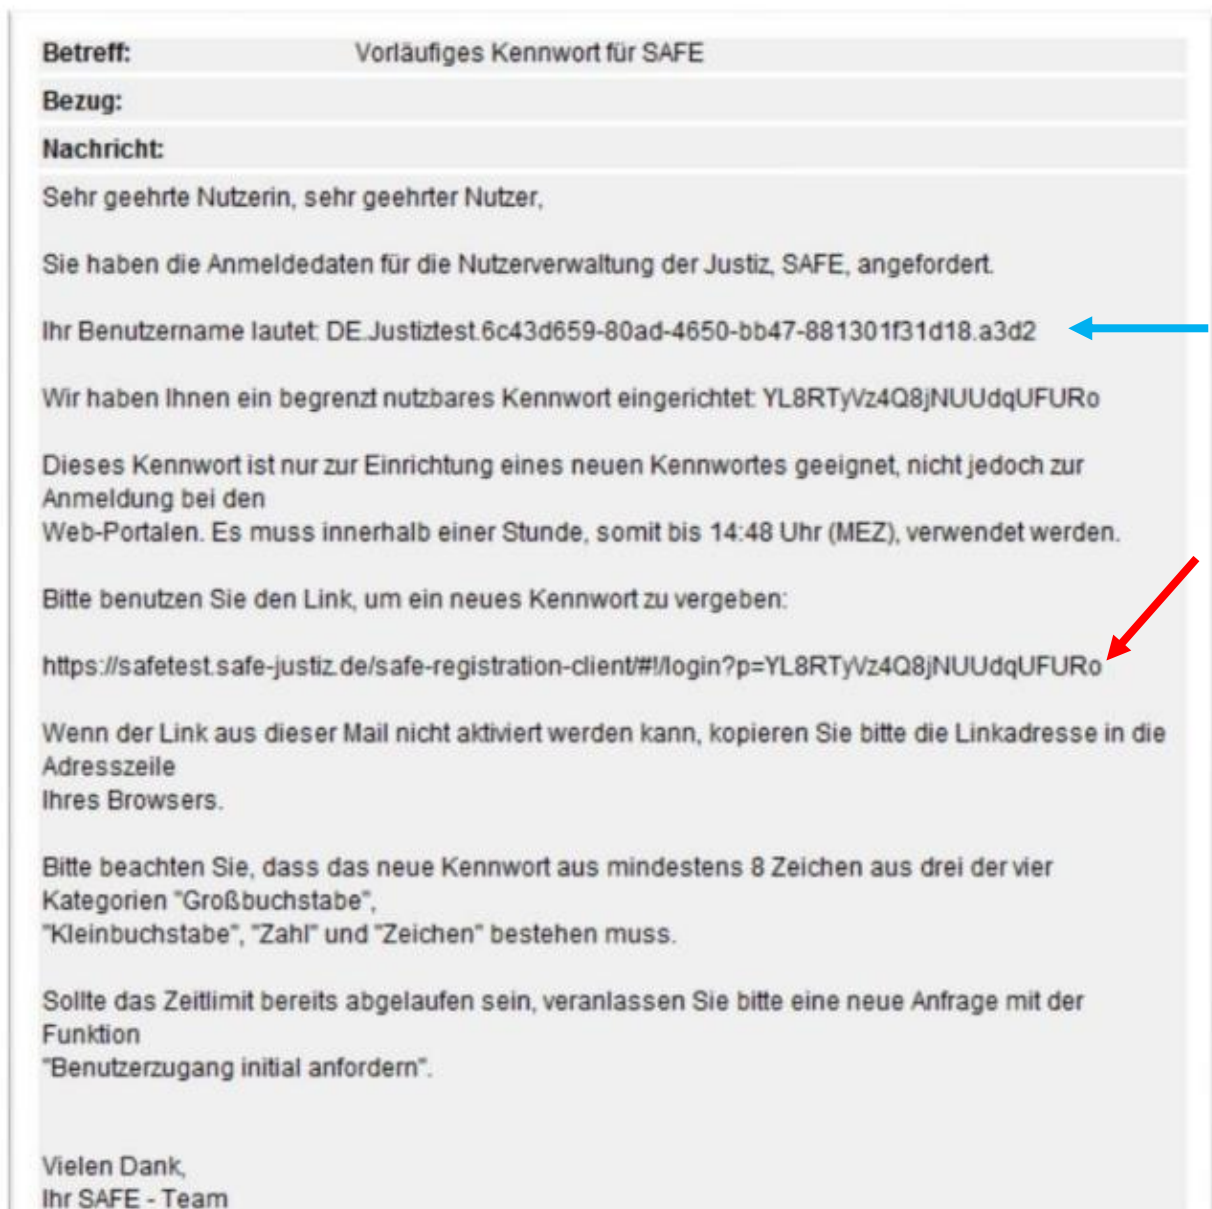 Betreff: Vorläufiges Kennwort für SAFE
Bezug:
Nachricht:
Sehr geehrte Nutzerin, sehr geehrter Nutzer,
Sie haben die Anmeldedaten für die Nutzerverwaltung der Justiz, SAFE, angefordert.
Ihr Benutzername lautet: DE.Justiztest.6c43d659-80ad-4650-bb47-881301f31d18.a3d2
Wir haben Ihnen ein begrenzt nutzbares Kennwort eingerichtet: YL8RTyVz4Q8jNUUdqUFURo
Dieses Kennwort ist nur zur Einrichtung eines neuen Kennwortes geeignet, nicht jedoch zur
Anmeldung bei den
Web-Portalen. Es muss innerhalb einer Stunde, somit bis 14:48 Uhr (MEZ), verwendet werden.
Bitte benutzen Sie den Link, um ein neues Kennwort zu vergeben:
https://safetest.safe-justiz.de/safe-registration-client/#!/login?p=YL8RTyVz4Q8jNUUdqUFURo
Wenn der Link aus dieser Mail nicht aktiviert werden kann, kopieren Sie bitte die Linkadresse in die
Adresszeile
Ihres Browsers.
Bitte beachten Sie, dass das neue Kennwort aus mindestens 8 Zeichen aus drei der vier
Kategorien "Großbuchstabe",
"Kleinbuchstabe", "Zahl" und "Zeichen" bestehen muss.
Sollte das Zeitlimit bereits abgelaufen sein, veranlassen Sie bitte eine neue Anfrage mit der
Funktion
"Benutzerzugang initial anfordern".
Vielen Dank,
Ihr SAFE - Team